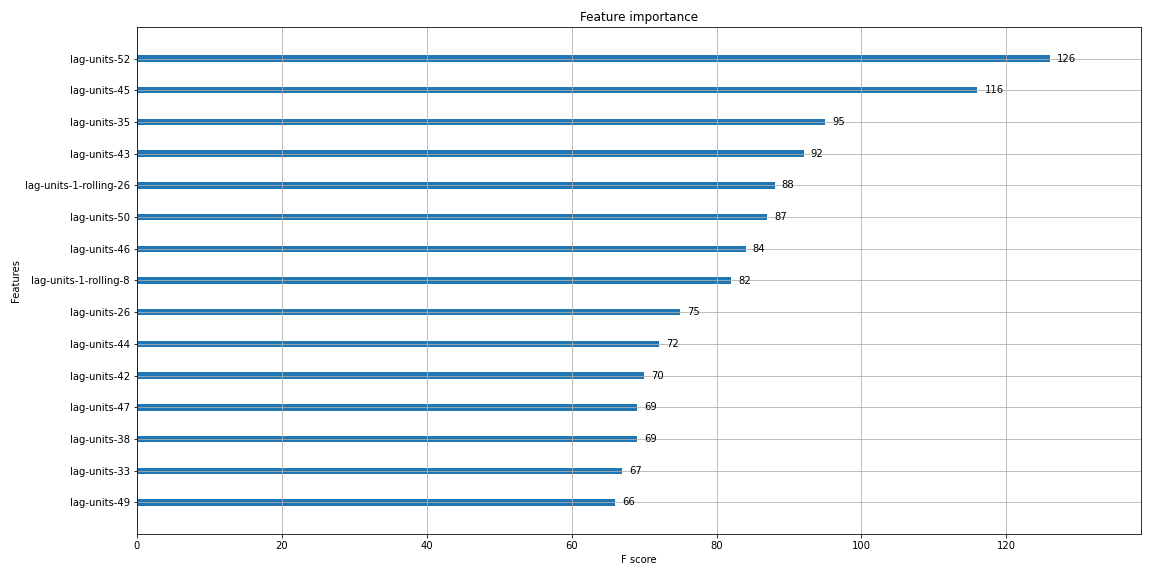 Feature importance
Features
lag-units-52 126
lag-units-45 116
lag-units-35 95
lag-units-43 92
lag-units-1-rolling-26 88
lag-units-50 87
lag-units-46 84
lag-units-1-rolling-8 82
lag-units-26 75
lag-units-44 72
lag-units-42 70
lag-units-47 69
lag-units-38 69
lag-units-33 67
lag-units-49 66
0 20 40 60 80 100 120
F score